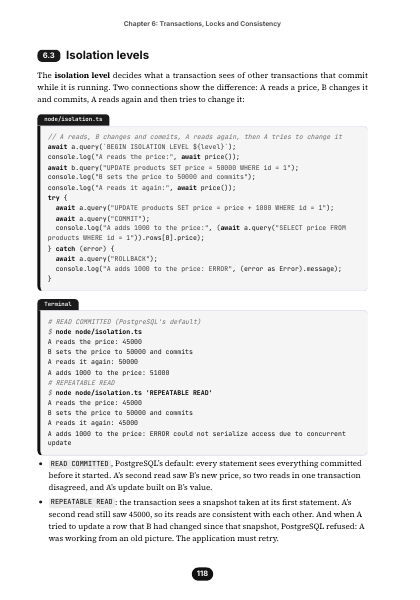 Chapter 6: Transactions, Locks and Consistency
6.3 Isolation levels
The isolation level decides what a transaction sees of other transactions that commit
while it is running. Two connections show the difference: A reads a price, B changes it
and commits, A reads again and then tries to change it:
node/isolation.ts
// A reads, B changes and commits, A reads again, then A tries to change it
await a.query(`BEGIN ISOLATION LEVEL ${level}`);
console.log("A reads the price:", await price());
await b.query("UPDATE products SET price = 50000 WHERE id = 1");
console.log("B sets the price to 50000 and commits");
console.log("A reads it again:", await price());
try {
  await a.query("UPDATE products SET price = price + 1000 WHERE id = 1");
  await a.query("COMMIT");
  console.log("A adds 1000 to the price:", (await a.query("SELECT price FROM
products WHERE id = 1")).rows[0].price);
} catch (error) {
  await a.query("ROLLBACK");
  console.log("A adds 1000 to the price: ERROR", (error as Error).message);
}
Terminal
# READ COMMITTED (PostgreSQL's default)
$ node node/isolation.ts
A reads the price: 45000
B sets the price to 50000 and commits
A reads it again: 50000
A adds 1000 to the price: 51000
# REPEATABLE READ
$ node node/isolation.ts 'REPEATABLE READ'
A reads the price: 45000
B sets the price to 50000 and commits
A reads it again: 45000
A adds 1000 to the price: ERROR could not serialize access due to concurrent
update
• READ COMMITTED, PostgreSQL's default: every statement sees everything committed
before it started. A's second read saw B's new price, so two reads in one transaction
disagreed, and A's update built on B's value.
• REPEATABLE READ: the transaction sees a snapshot taken at its first statement. A's
second read still saw 45000, so its reads are consistent with each other. And when A
tried to update a row that B had changed since that snapshot, PostgreSQL refused: A
was working from an old picture. The application must retry.
118